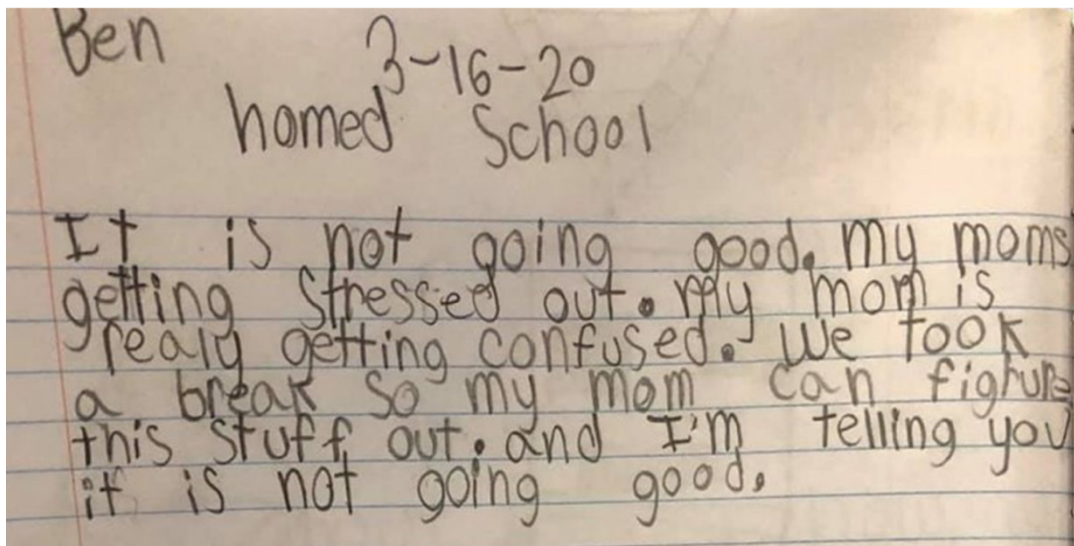 Ben
3-16-20
homed School
It is not going good. my moms
getting stressed out. My mom is
realy getting confused. We took
a break so my mom can fighure
this stuff out. and I'm telling you
it is not going good.